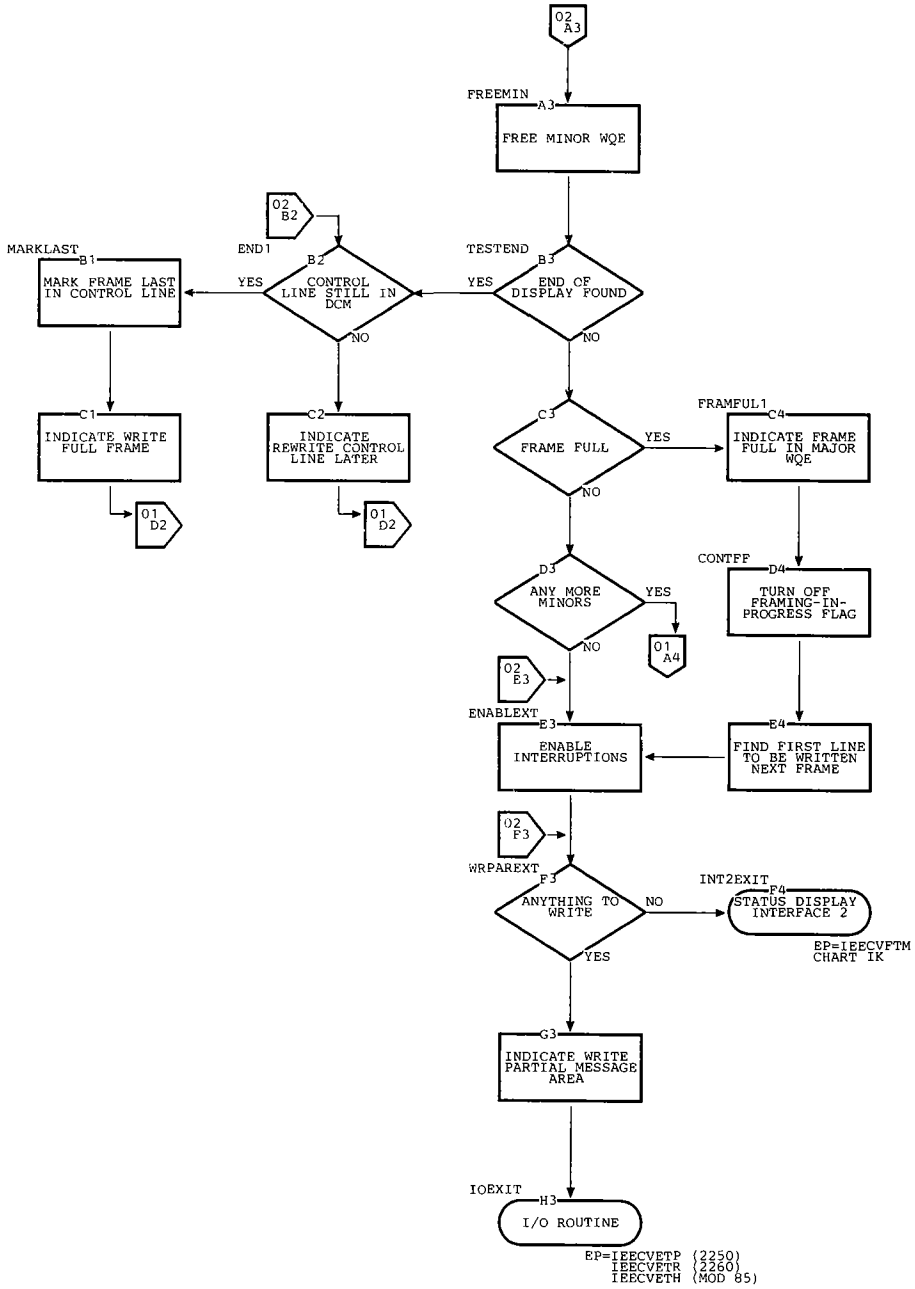 02
A3
FREEMIN
A3
FREE MINOR WQE
02
B2
MARKLAST
B1
MARK FRAME LAST
IN CONTROL LINE
END1
B2
CONTROL
LINE STILL IN
DCM
YES
NO
TESTEND
B3
END OF
DISPLAY FOUND
YES
NO
C1
INDICATE WRITE
FULL FRAME
C2
INDICATE
REWRITE CONTROL
LINE LATER
C3
FRAME FULL
YES
NO
FRAMFUL1
C4
INDICATE FRAME
FULL IN MAJOR
WQE
01
D2
01
D2
D3
ANY MORE
MINORS
YES
NO
01
A4
CONTFF
D4
TURN OFF
FRAMING-IN-
PROGRESS FLAG
02
E3
ENABLEXT
E3
ENABLE
INTERRUPTIONS
E4
FIND FIRST LINE
TO BE WRITTEN
NEXT FRAME
02
F3
WRPAREXT
F3
ANYTHING TO
WRITE
NO
YES
INT2EXIT
F4
STATUS DISPLAY
INTERFACE 2
EP=IEECVFTM
CHART IK
G3
INDICATE WRITE
PARTIAL MESSAGE
AREA
IOEXIT
H3
I/O ROUTINE
EP=IEECVETP (2250)
IEECVETR (2260)
IEECVETH (MOD 85)